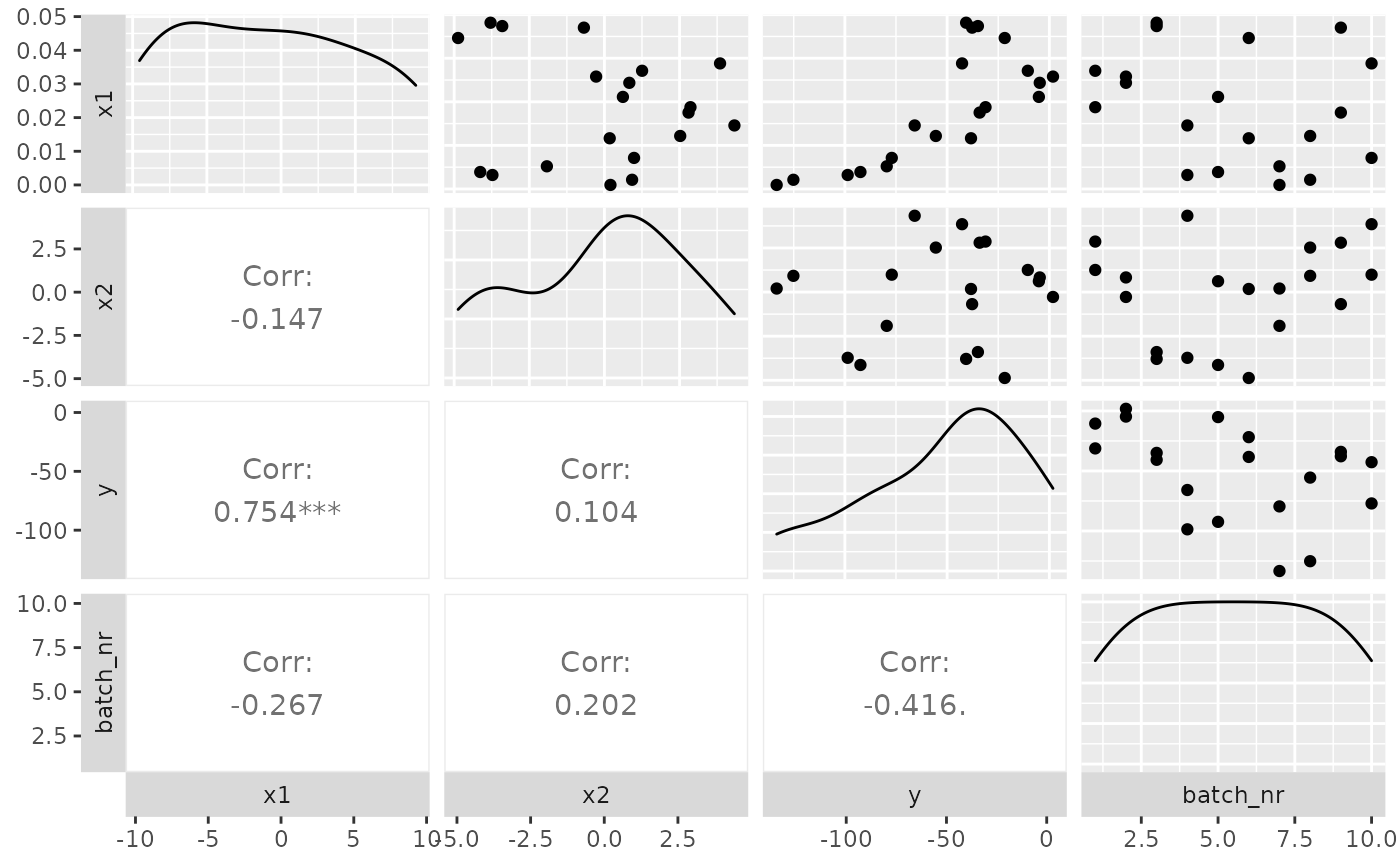 0.05
0.04
0.03
0.02
0.01
0.00
x1
2.5
0.0
-2.5
-5.0
x2
Corr:
-0.147
0
-50
-100
y
Corr:
0.754***
Corr:
0.104
10.0
7.5
5.0
2.5
batch_nr
Corr:
-0.267
Corr:
0.202
Corr:
-0.416.
x1
x2
y
batch_nr
-10 -5 0 5 10
-5.0 -2.5 0.0 2.5
-100 -50 0
2.5 5.0 7.5 10.0